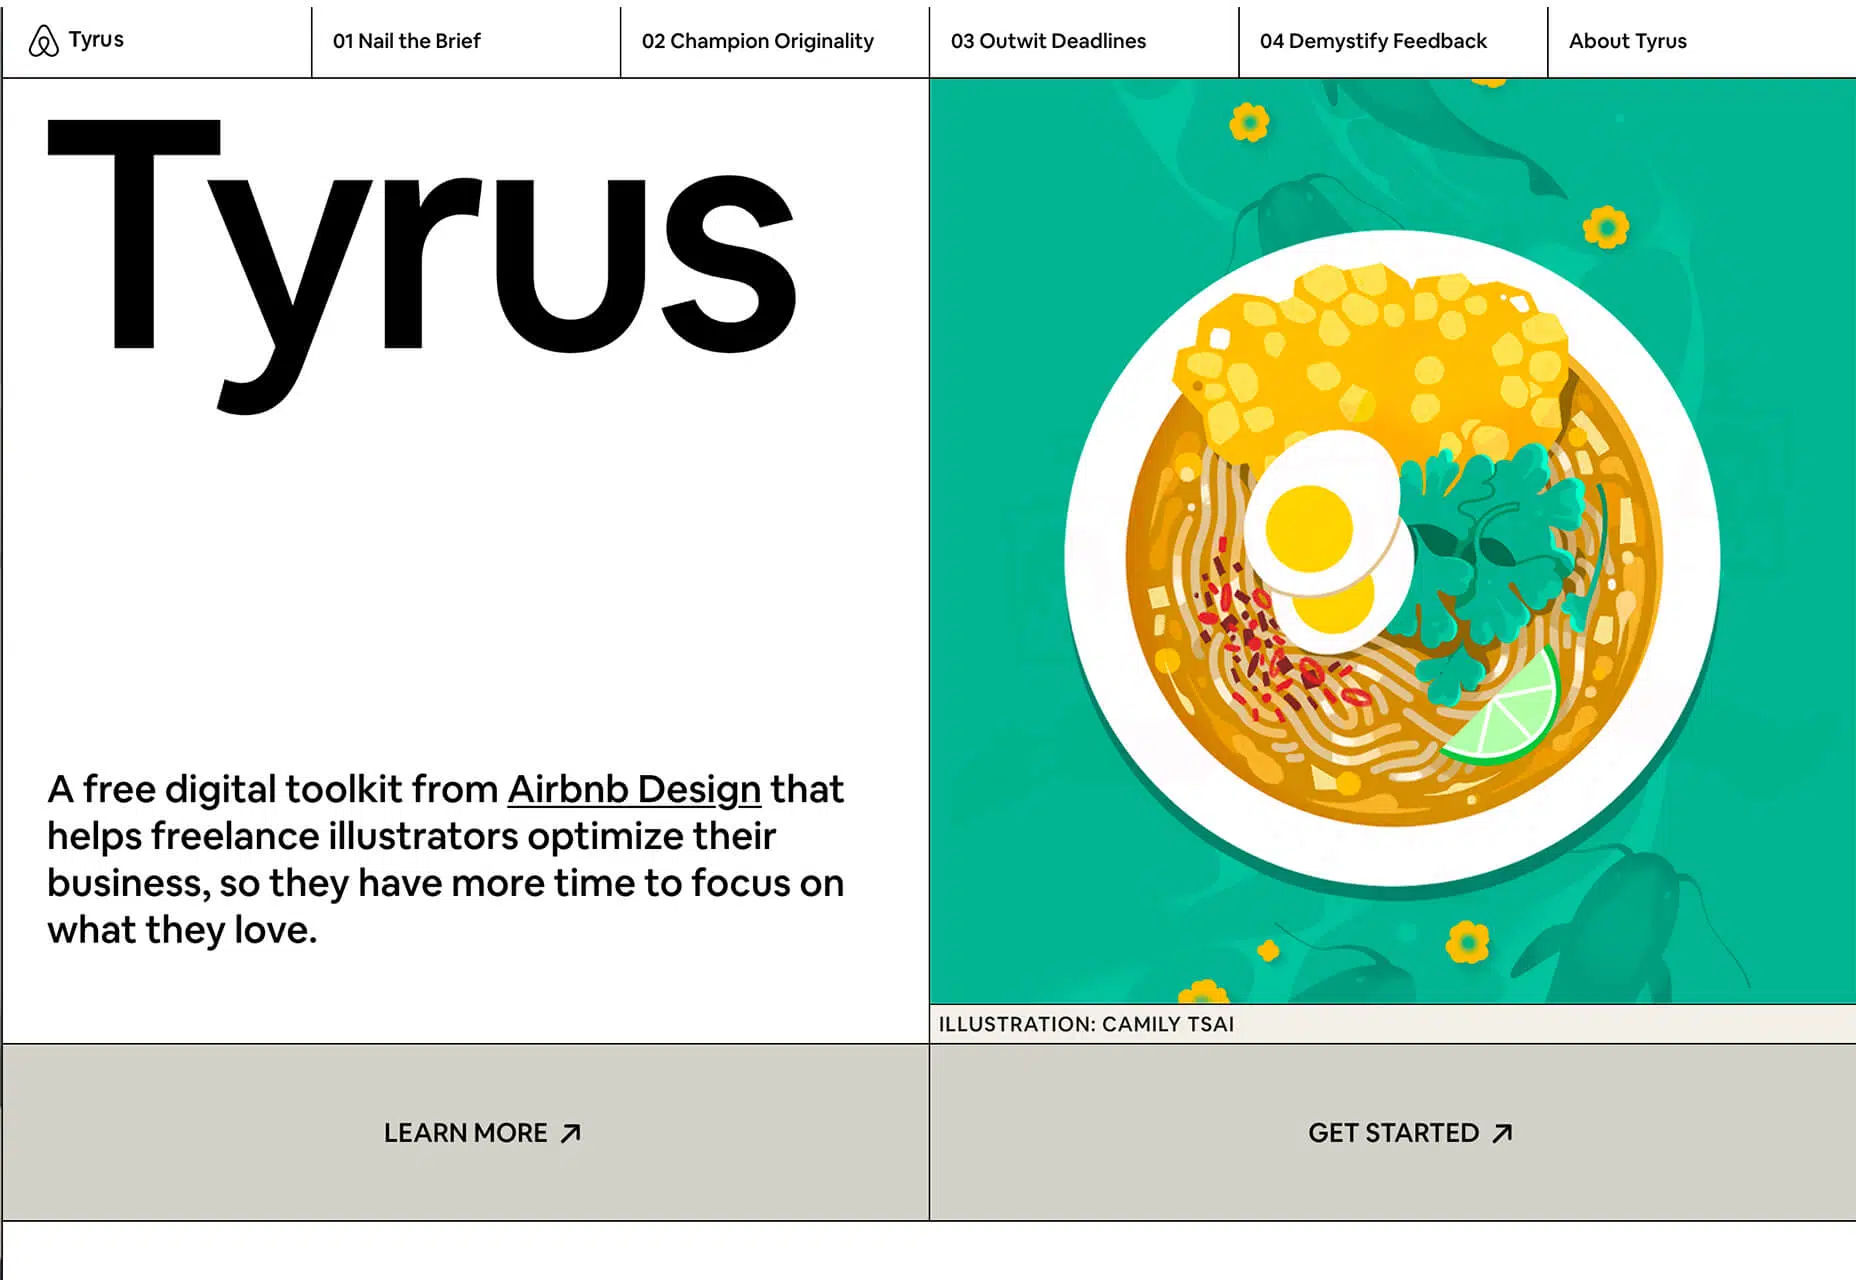 Tyrus
01 Nail the Brief
02 Champion Originality
03 Outwit Deadlines
04 Demystify Feedback
About Tyrus
Tyrus
A free digital toolkit from Airbnb Design that
helps freelance illustrators optimize their
business, so they have more time to focus on
what they love.
ILLUSTRATION: CAMILY TSAI
LEARN MORE
GET STARTED